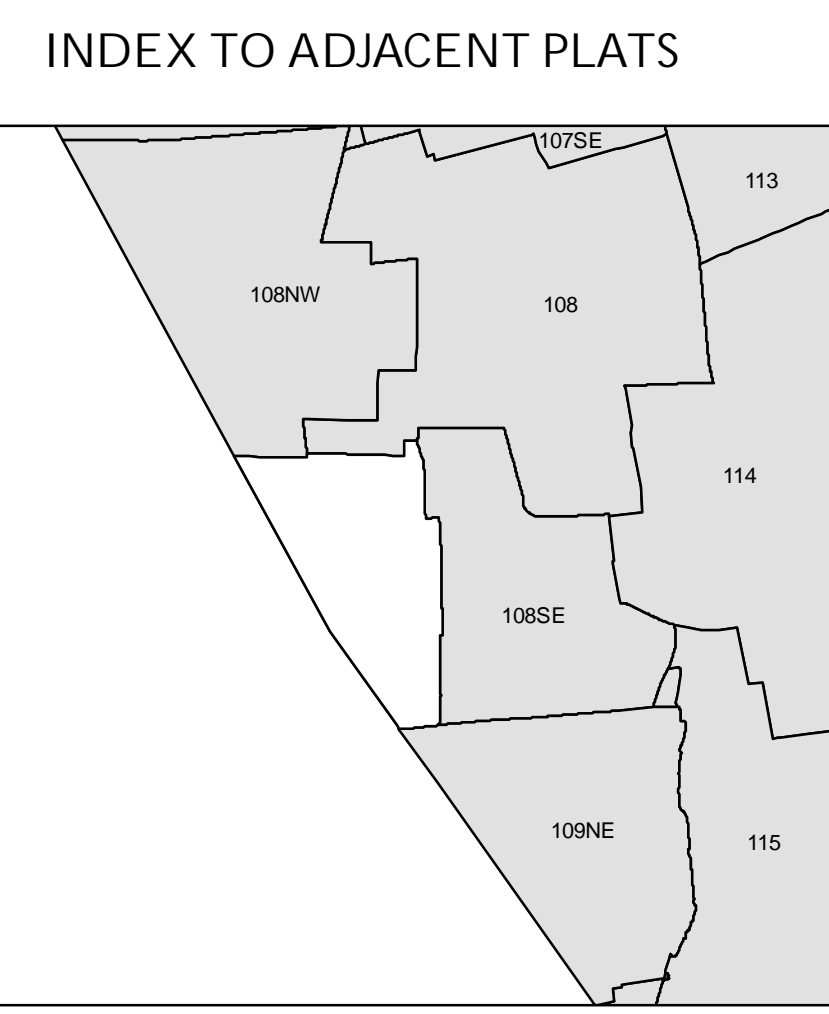 INDEX TO ADJACENT PLATS
107SE
113
108NW
108
114
108SE
109NE
115